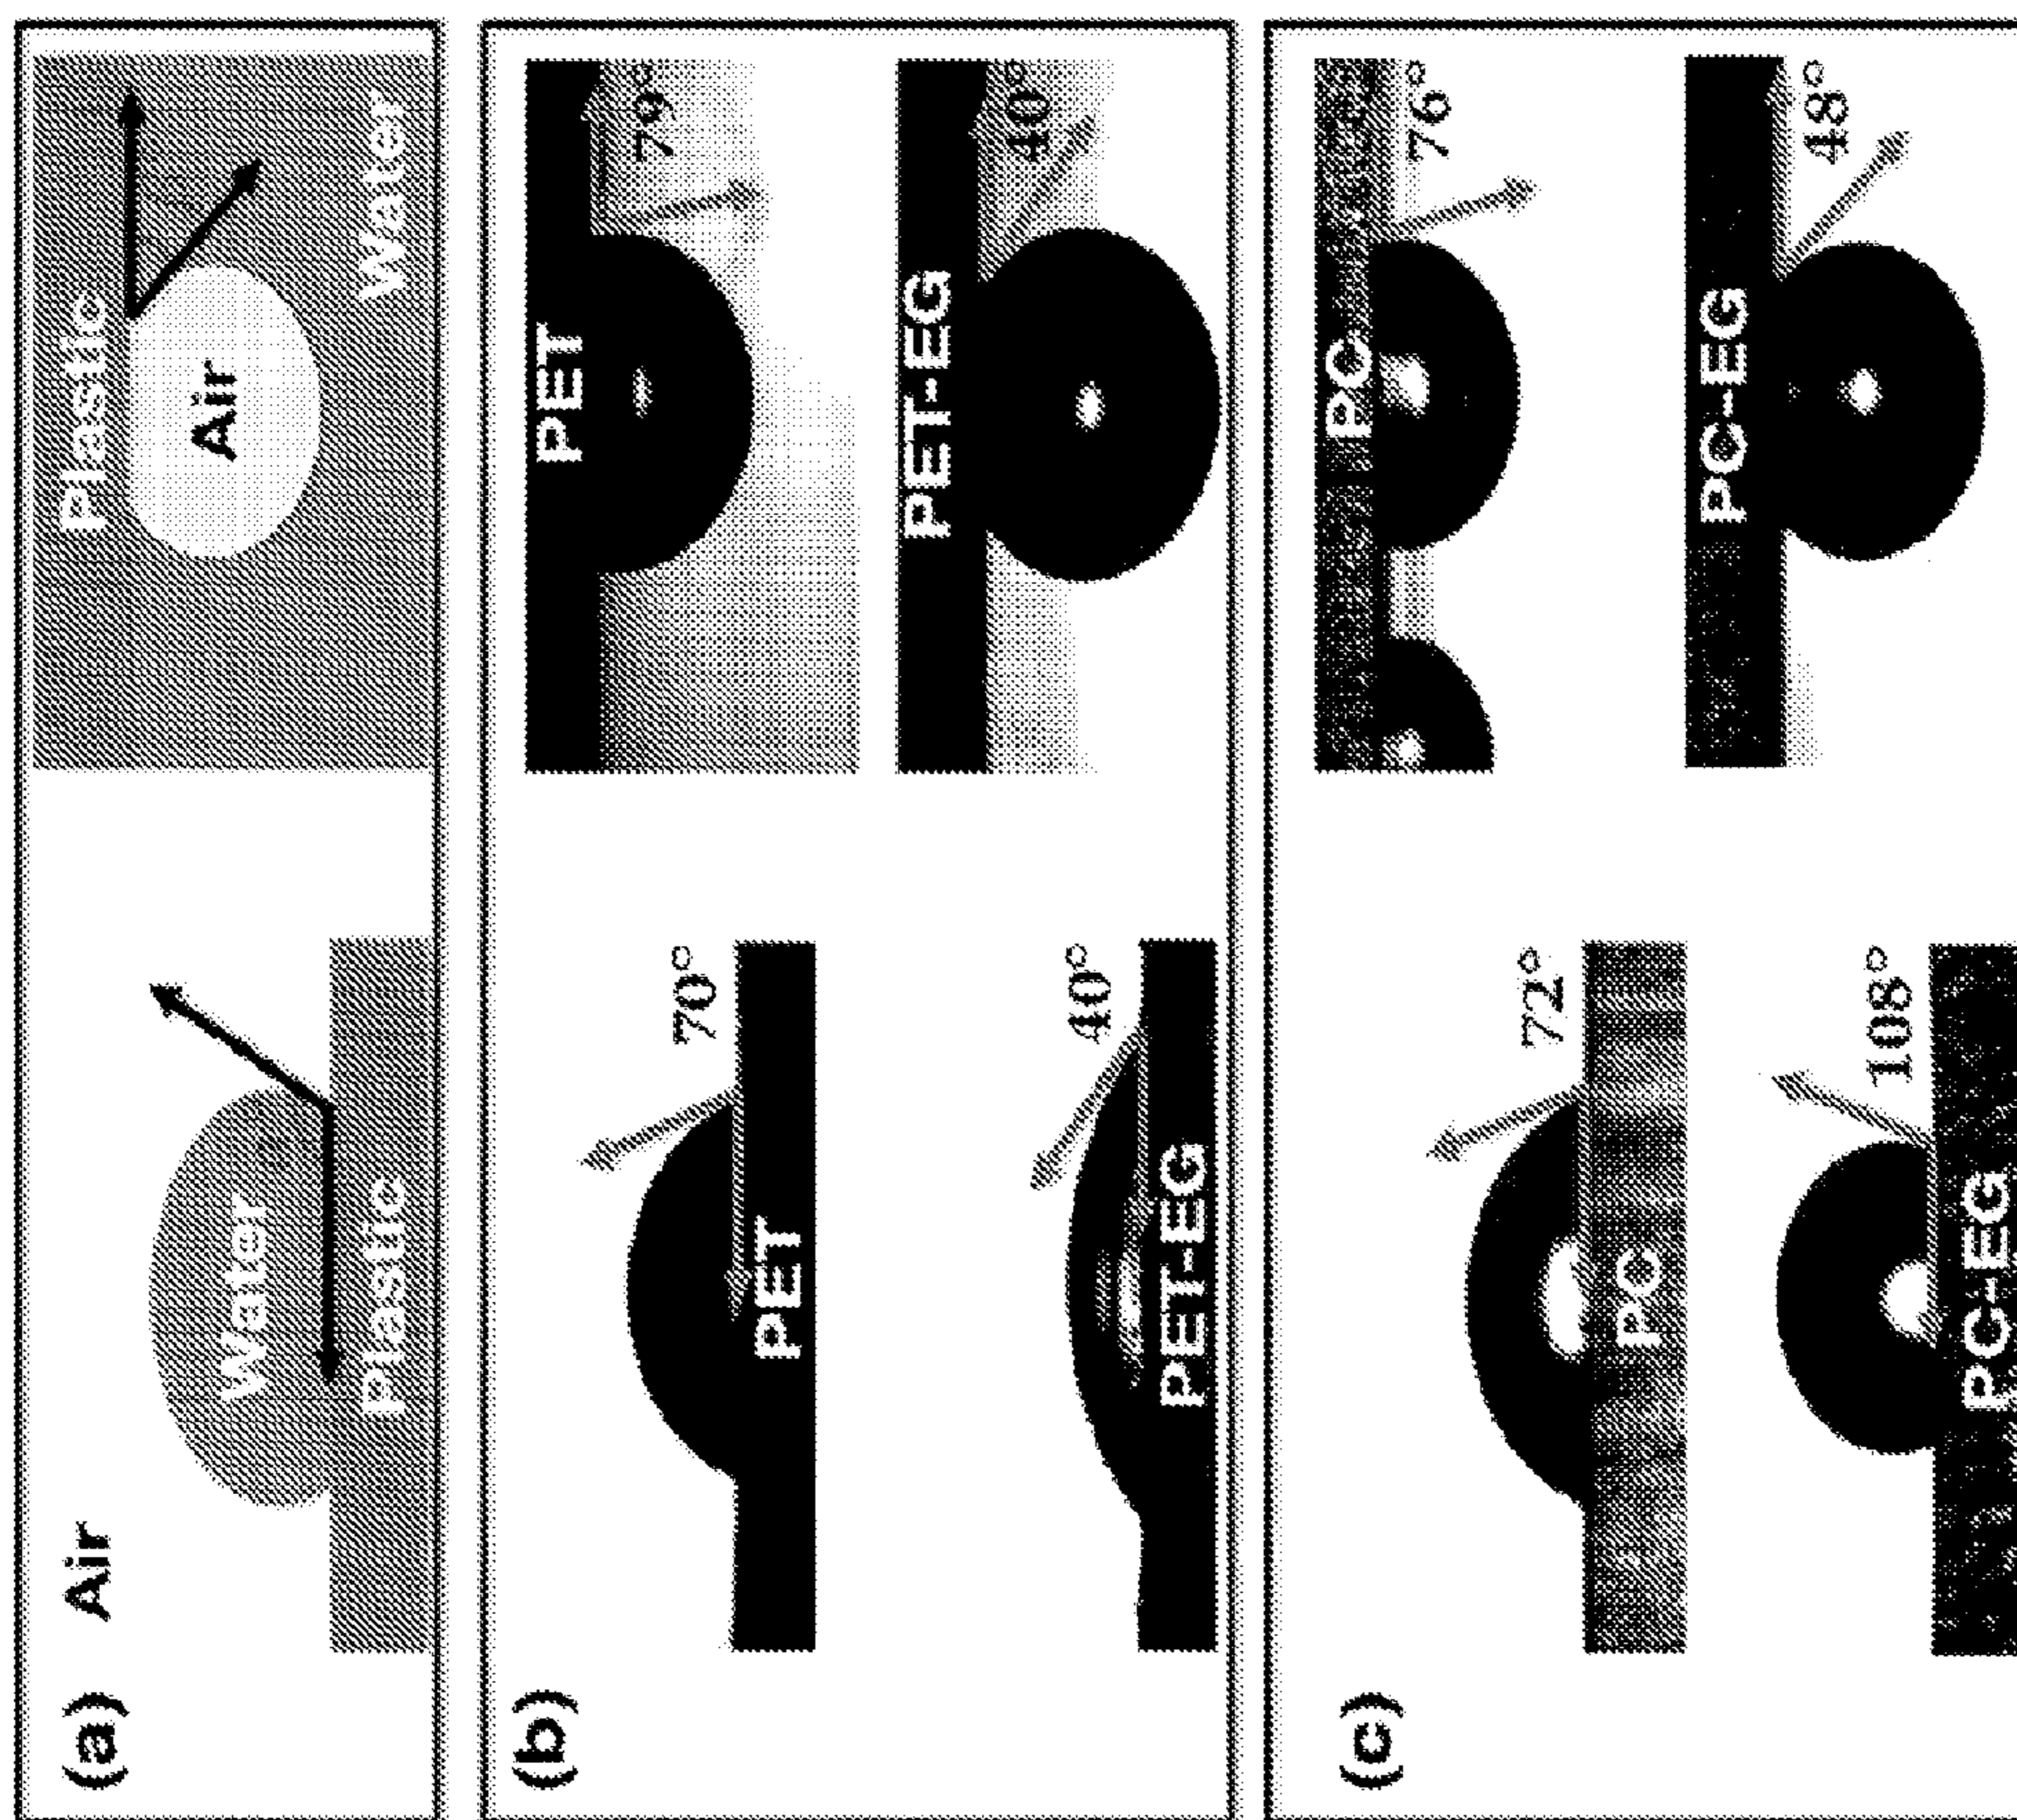 (a)
Air
Water
Plastic
Plastic
Air
Water
(b)
70°
PET
79°
PET
40°
PET-EG
40°
PET-EG
(c)
72°
PC
76°
PC
108°
PC-EG
48°
PC-EG